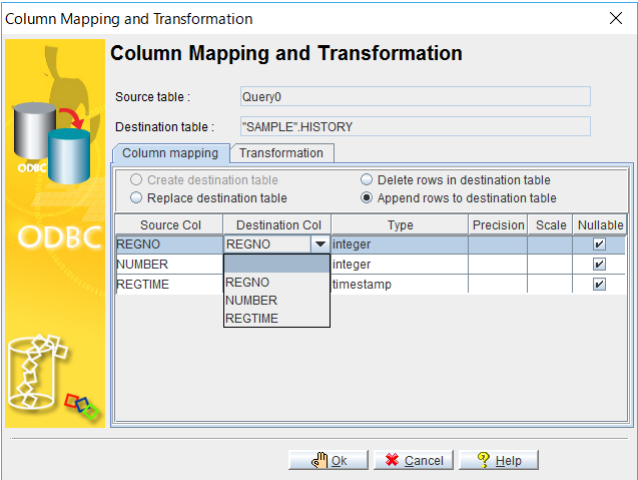 Column Mapping and Transformation
Column Mapping and Transformation
Source table : Query0
Destination table : "SAMPLE".HISTORY
Column mapping Transformation
Create destination table Delete rows in destination table
Replace destination table Append rows to destination table
Source Col Destination Col Type Precision Scale Nullable
REGNO REGNO integer
NUMBER integer
REGTIME timestamp
REGNO
NUMBER
REGTIME
ODBC
ODBC
ODBC
Ok Cancel Help